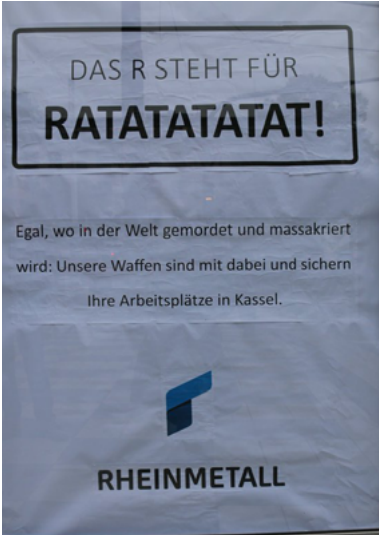 DAS R STEHT FÜR
RATATATATAT!
Egal, wo in der Welt gemordet und massakriert
wird: Unsere Waffen sind mit dabei und sichern
Ihre Arbeitsplätze in Kassel.
RHEINMETALL